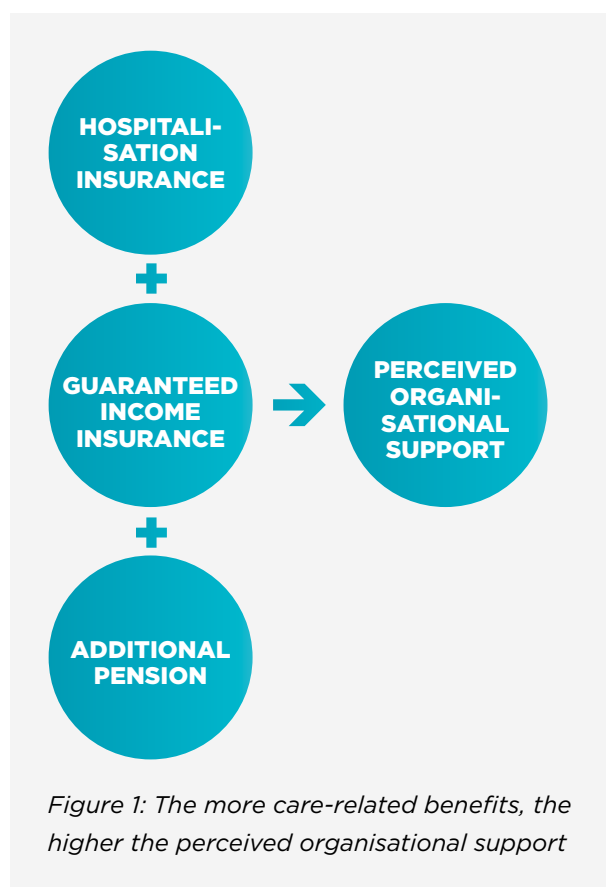 HOSPITALI-
SATION
INSURANCE
GUARANTEED
INCOME
INSURANCE
PERCEIVED
ORGANI-
SATIONAL
SUPPORT
ADDITIONAL
PENSION
Figure 1: The more care-related benefits, the
higher the perceived organisational support